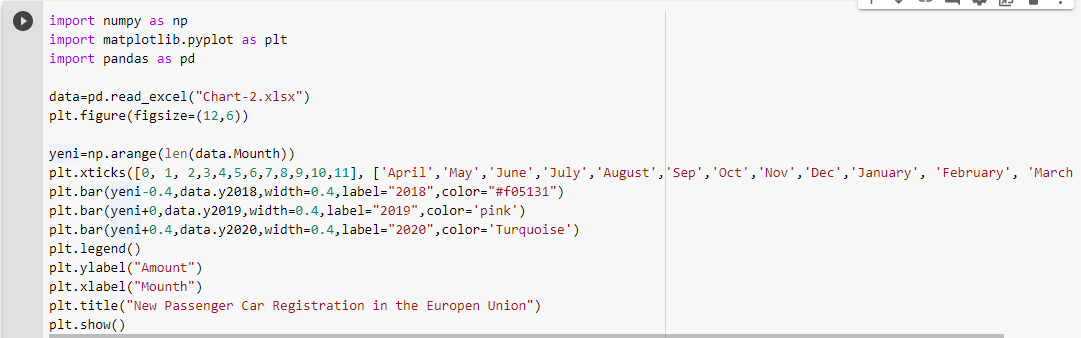 import numpy as np
import matplotlib.pyplot as plt
import pandas as pd
data=pd.read_excel("Chart-2.xlsx")
plt.figure(figsize=(12,6))
yeni=np.arange(len(data.Mounth))
plt.xticks([0, 1, 2,3,4,5,6,7,8,9,10,11], ['April','May','June','July','August','Sep','Oct','Nov','Dec','January', 'February', 'March
plt.bar(yeni-0.4,data.y2018,width=0.4,label="2018",color="#f05131")
plt.bar(yeni+0,data.y2019,width=0.4,label="2019",color='pink')
plt.bar(yeni+0.4,data.y2020,width=0.4,label="2020",color='Turquoise')
plt.legend()
plt.ylabel("Amount")
plt.xlabel("Mounth")
plt.title("New Passenger Car Registration in the Europen Union")
plt.show()